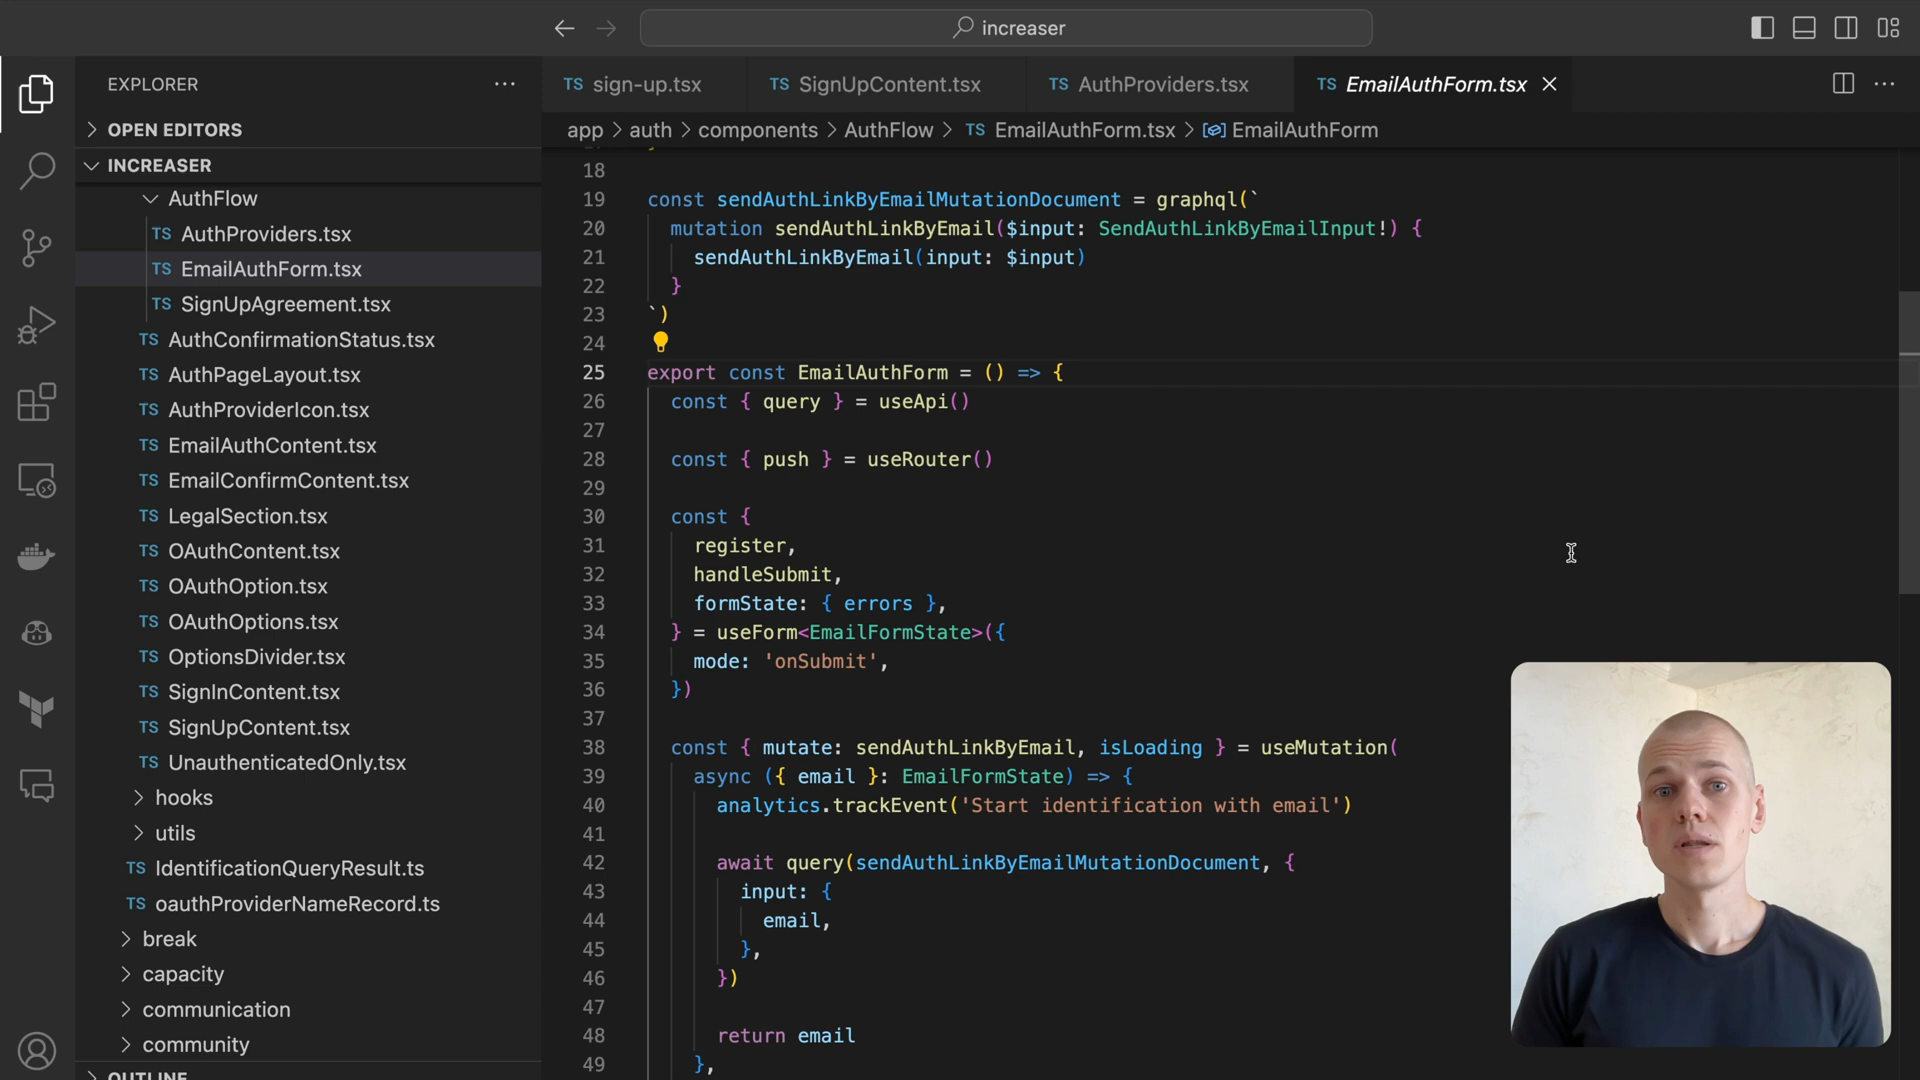 increaser
EXPLORER
OPEN EDITORS
INCREASER
AuthFlow
TS AuthProviders.tsx
TS EmailAuthForm.tsx
TS SignUpAgreement.tsx
TS AuthConfirmationStatus.tsx
TS AuthPageLayout.tsx
TS AuthProviderIcon.tsx
TS EmailAuthContent.tsx
TS EmailConfirmContent.tsx
TS LegalSection.tsx
TS OAuthContent.tsx
TS OAuthOption.tsx
TS OAuthOptions.tsx
TS OptionsDivider.tsx
TS SignInContent.tsx
TS SignUpContent.tsx
TS UnauthenticatedOnly.tsx
hooks
utils
TS IdentificationQueryResult.ts
TS oauthProviderNameRecord.ts
break
capacity
communication
community
OUTLINE
TS sign-up.tsx TS SignUpContent.tsx TS AuthProviders.tsx TS EmailAuthForm.tsx
app > auth > components > AuthFlow > TS EmailAuthForm.tsx > EmailAuthForm
18
19 const sendAuthLinkByEmailMutationDocument = graphql(`
20 mutation sendAuthLinkByEmail($input: SendAuthLinkByEmailInput!) {
21 sendAuthLinkByEmail(input: $input)
22 }
23 `)
24
25 export const EmailAuthForm = () => {
26 const { query } = useApi()
27
28 const { push } = useRouter()
29
30 const {
31 register,
32 handleSubmit,
33 formState: { errors },
34 } = useForm<EmailFormState>({
35 mode: 'onSubmit',
36 })
37
38 const { mutate: sendAuthLinkByEmail, isLoading } = useMutation(
39 async ({ email }: EmailFormState) => {
40 analytics.trackEvent('Start identification with email')
41
42 await query(sendAuthLinkByEmailMutationDocument, {
43 input: {
44 email,
45 },
46 })
47
48 return email
49 },